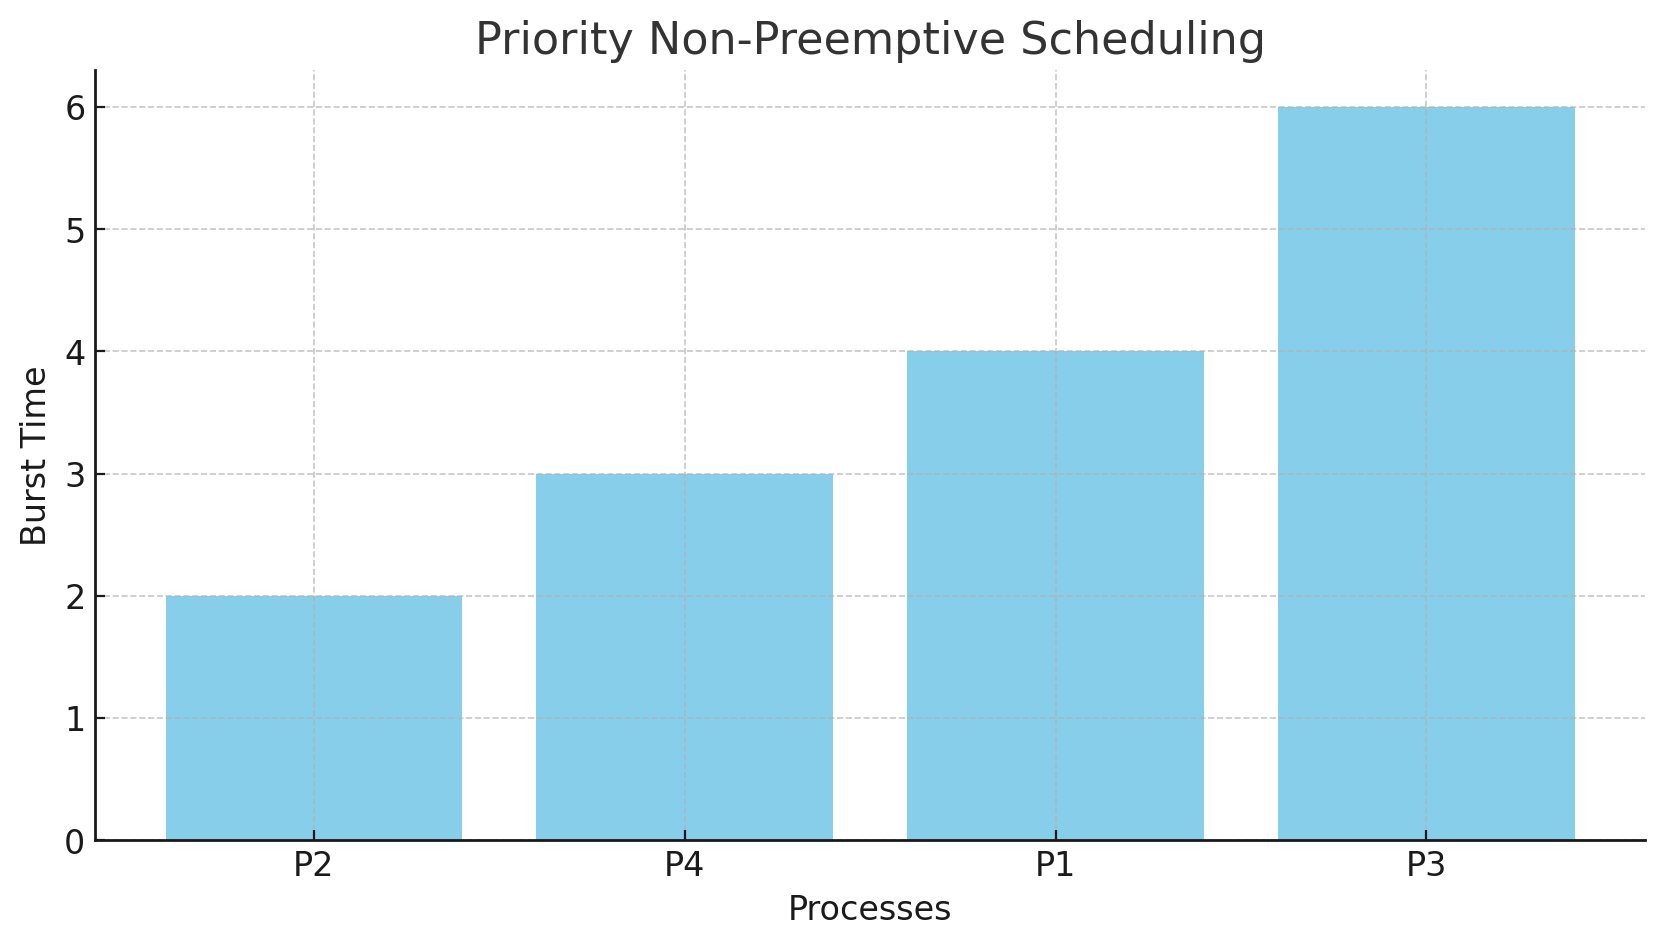 Priority Non-Preemptive Scheduling
6
5
4
3
2
1
0
Burst Time
P2 P4 P1 P3
Processes